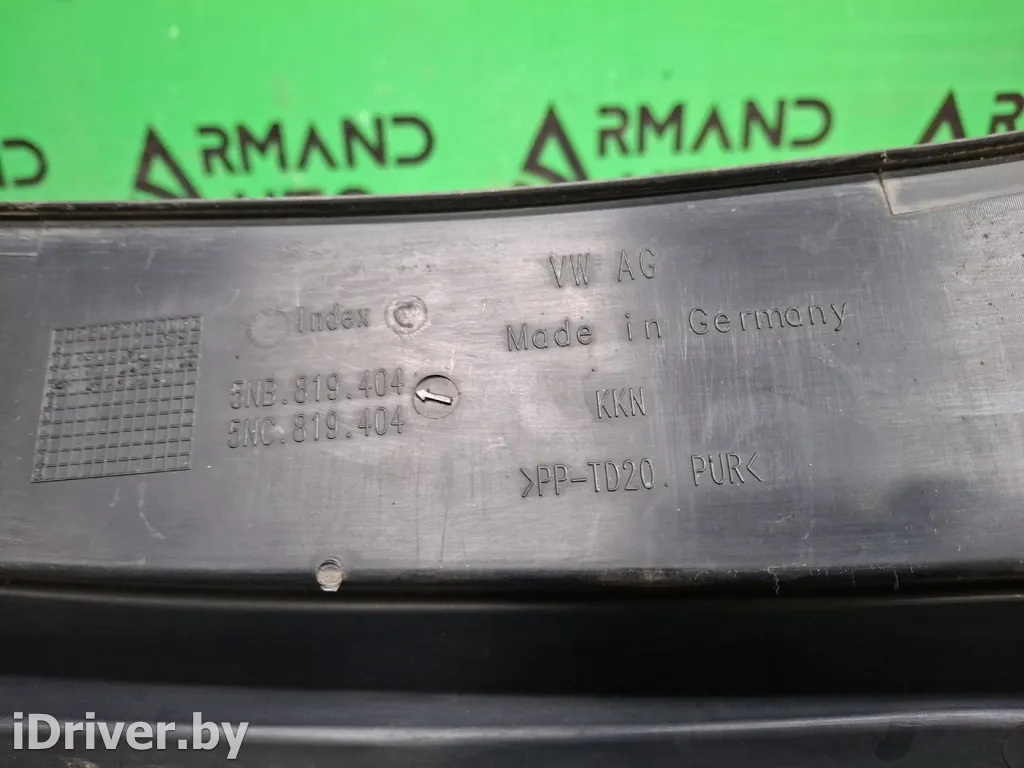 ARMAND
ARMAND
VW AG
Index C
Made in Germany
5NB.819.404
5NC.819.404
KKN
>PP-TD20. PUR<
iDriver.by